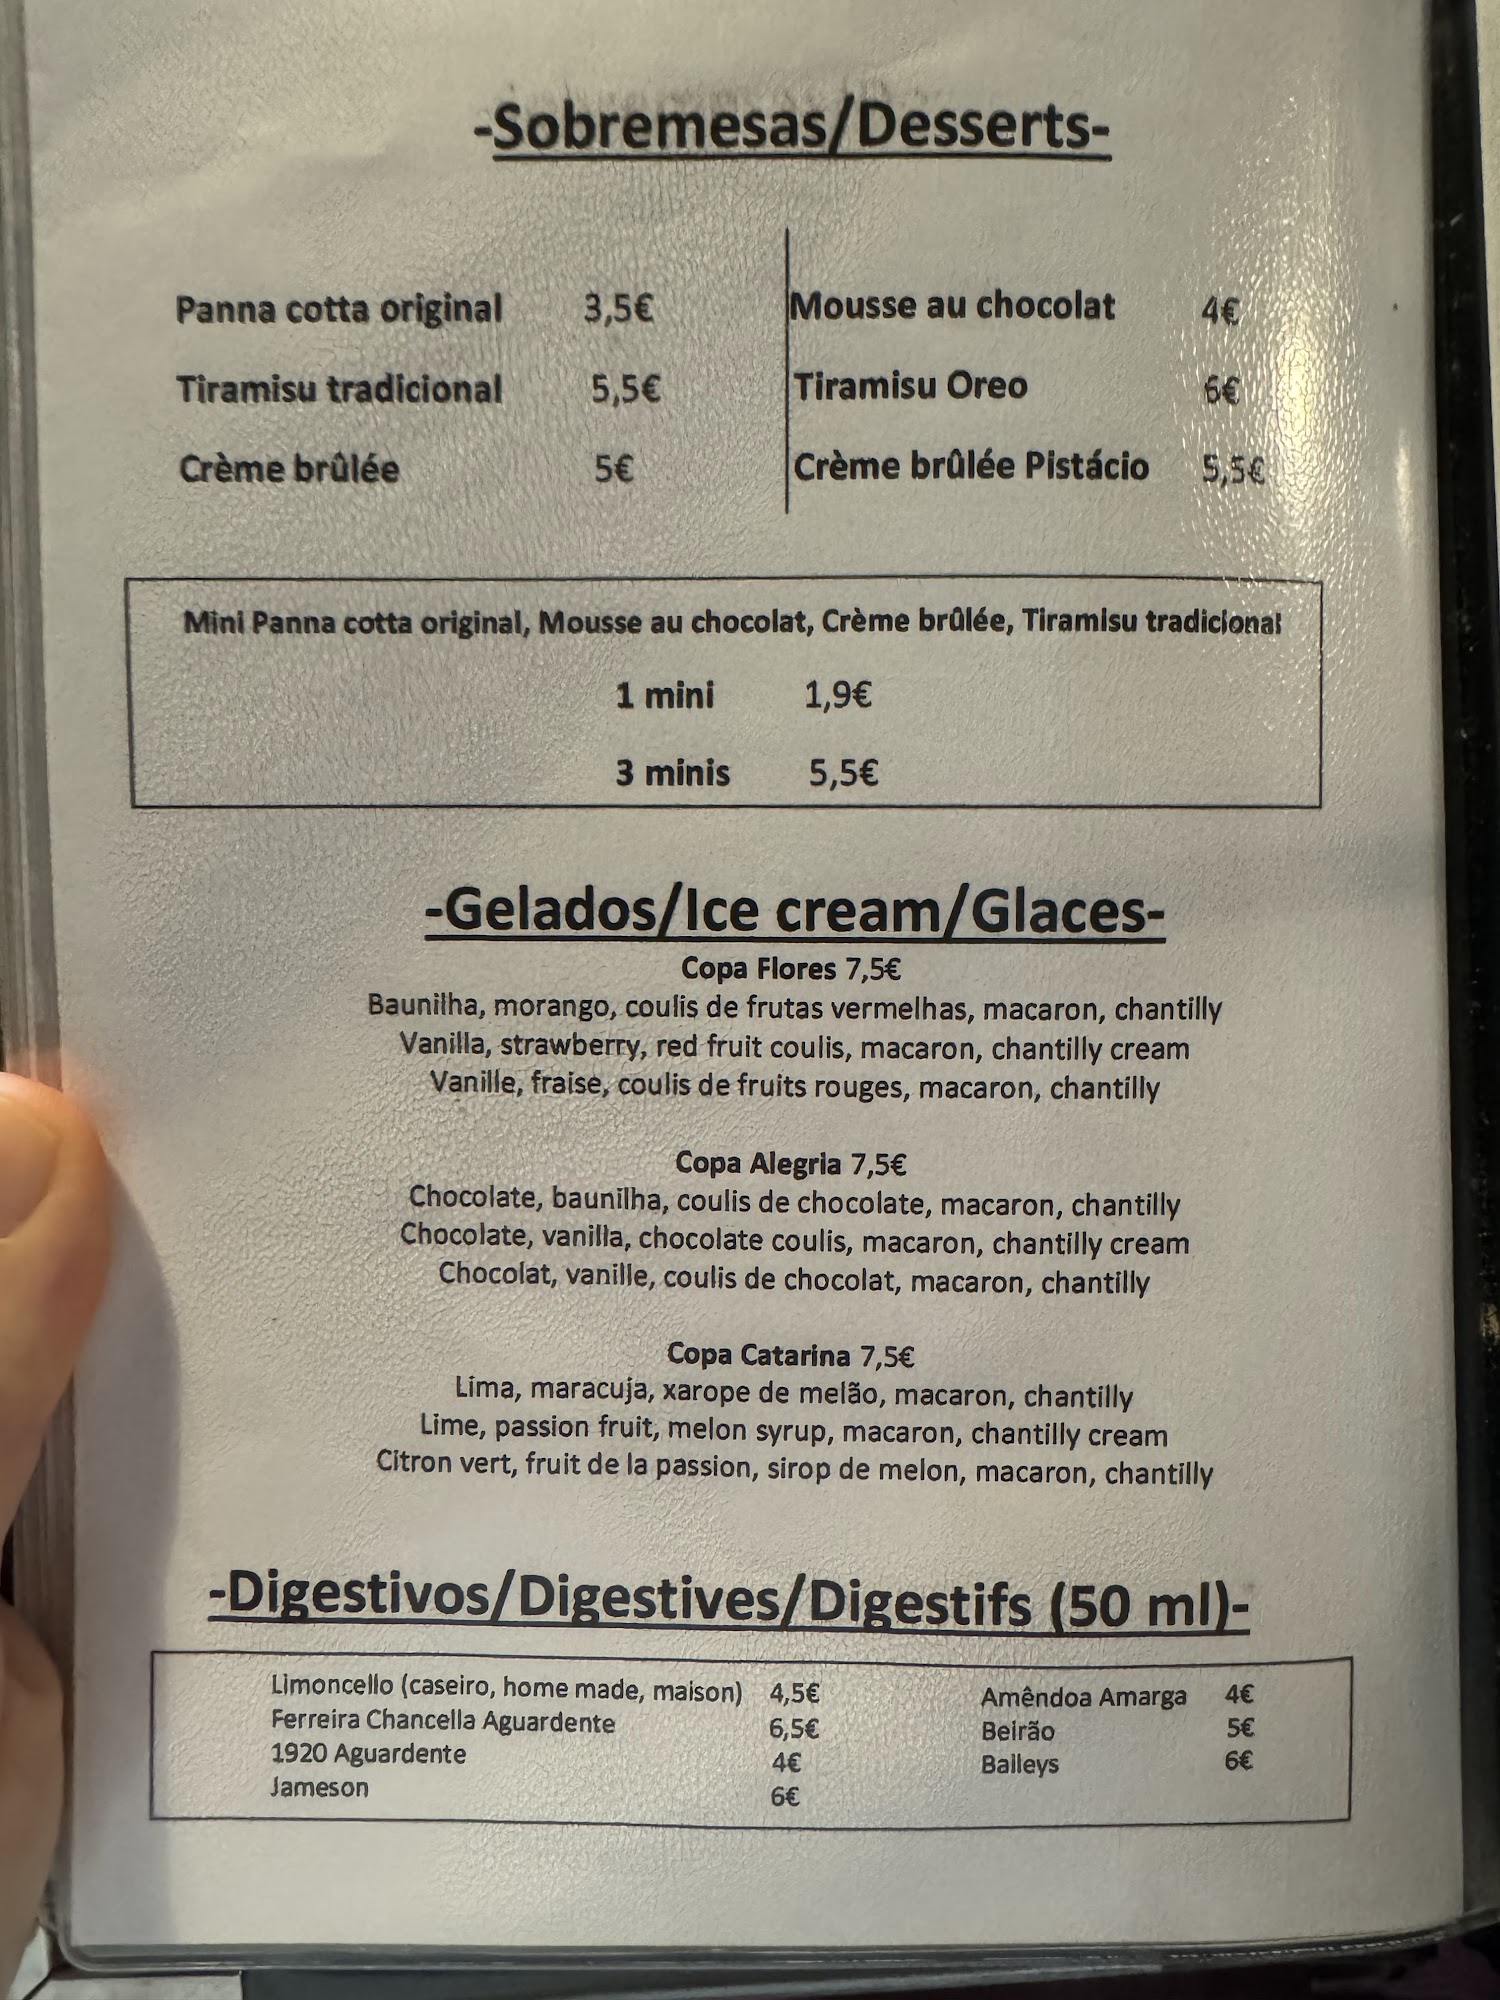 -Sobremesas/Desserts-
Panna cotta original 3,5€
Tiramisu tradicional 5,5€
Crème brûlée 5€
Mousse au chocolat 4€
Tiramisu Oreo 6€
Crème brûlée Pistácio 5,5€
Mini Panna cotta original, Mousse au chocolat, Crème brûlée, Tiramisu tradicional
1 mini 1,9€
3 minis 5,5€
-Gelados/Ice cream/Glaces-
Copa Flores 7,5€
Baunilha, morango, coulis de frutas vermelhas, macaron, chantilly
Vanilla, strawberry, red fruit coulis, macaron, chantilly cream
Vanille, fraise, coulis de fruits rouges, macaron, chantilly
Copa Alegria 7,5€
Chocolate, baunilha, coulis de chocolate, macaron, chantilly
Chocolate, vanilla, chocolate coulis, macaron, chantilly cream
Chocolat, vanille, coulis de chocolat, macaron, chantilly
Copa Catarina 7,5€
Lima, maracuja, xarope de melão, macaron, chantilly
Lime, passion fruit, melon syrup, macaron, chantilly cream
Citron vert, fruit de la passion, sirop de melon, macaron, chantilly
-Digestivos/Digestives/Digestifs (50 ml)-
Limoncello (caseiro, home made, maison) 4,5€
Ferreira Chancella Aguardente 6,5€
1920 Aguardente 4€
Jameson 6€
Amêndoa Amarga 4€
Beirão 5€
Baileys 6€